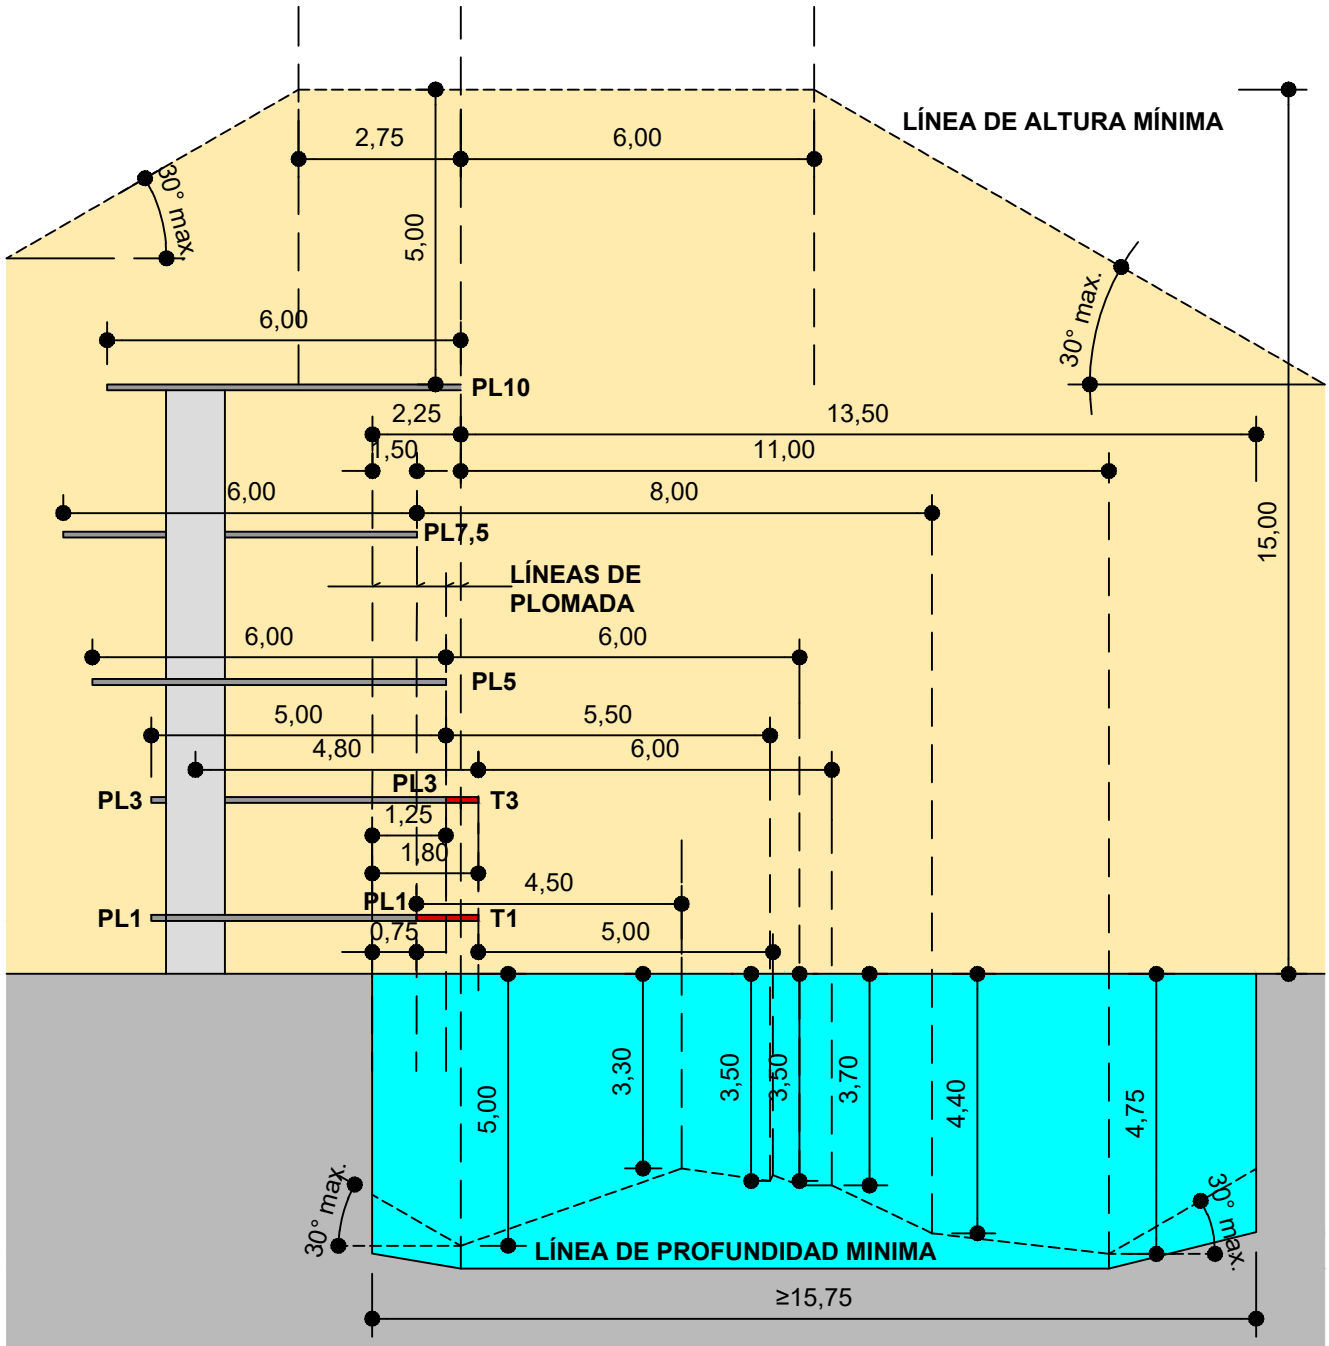 LÍNEA DE ALTURA MÍNIMA
2,75
6,00
30° max.
5,00
30° max.
6,00
PL10
2,25
13,50
1,50
11,00
6,00
8,00
PL7,5
15,00
LÍNEAS DE
PLOMADA
6,00
6,00
PL5
5,00
5,50
4,80
6,00
PL3
PL3
T3
1,25
1,80
4,50
PL1
PL1
T1
0,75
5,00
5,00
3,30
3,50
3,50
3,70
4,40
4,75
30° max.
30° max.
LÍNEA DE PROFUNDIDAD MINIMA
≥15,75